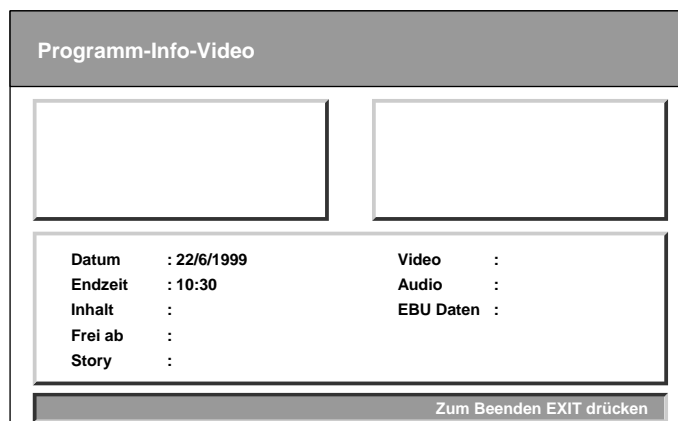 Programm-Info-Video
Datum : 22/6/1999
Endzeit : 10:30
Inhalt :
Frei ab :
Story :
Video :
Audio :
EBU Daten :
Zum Beenden EXIT drücken